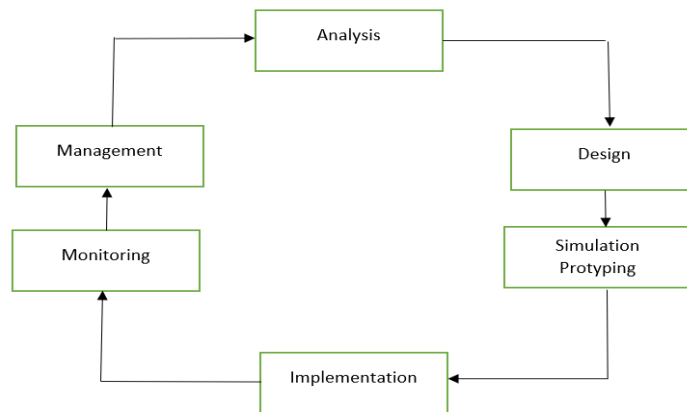 Analysis
Design
Simulation
Protyping
Implementation
Monitoring
Management